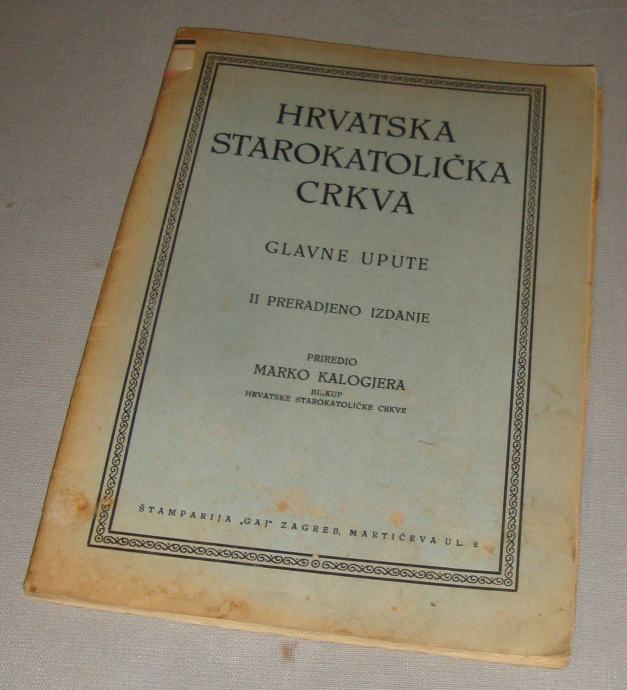 HRVATSKA
STAROKATOLIČKA
CRKVA
GLAVNE UPUTE
II PRERADJENO IZDANJE
PRIREDIO
MARKO KALOGJERA
BISKUP
HRVATSKE STAROKATOLIČKE CRKVE
ŠTAMPARIJA „GAJ“ ZAGREB, MARTIĆEVA UL. 2